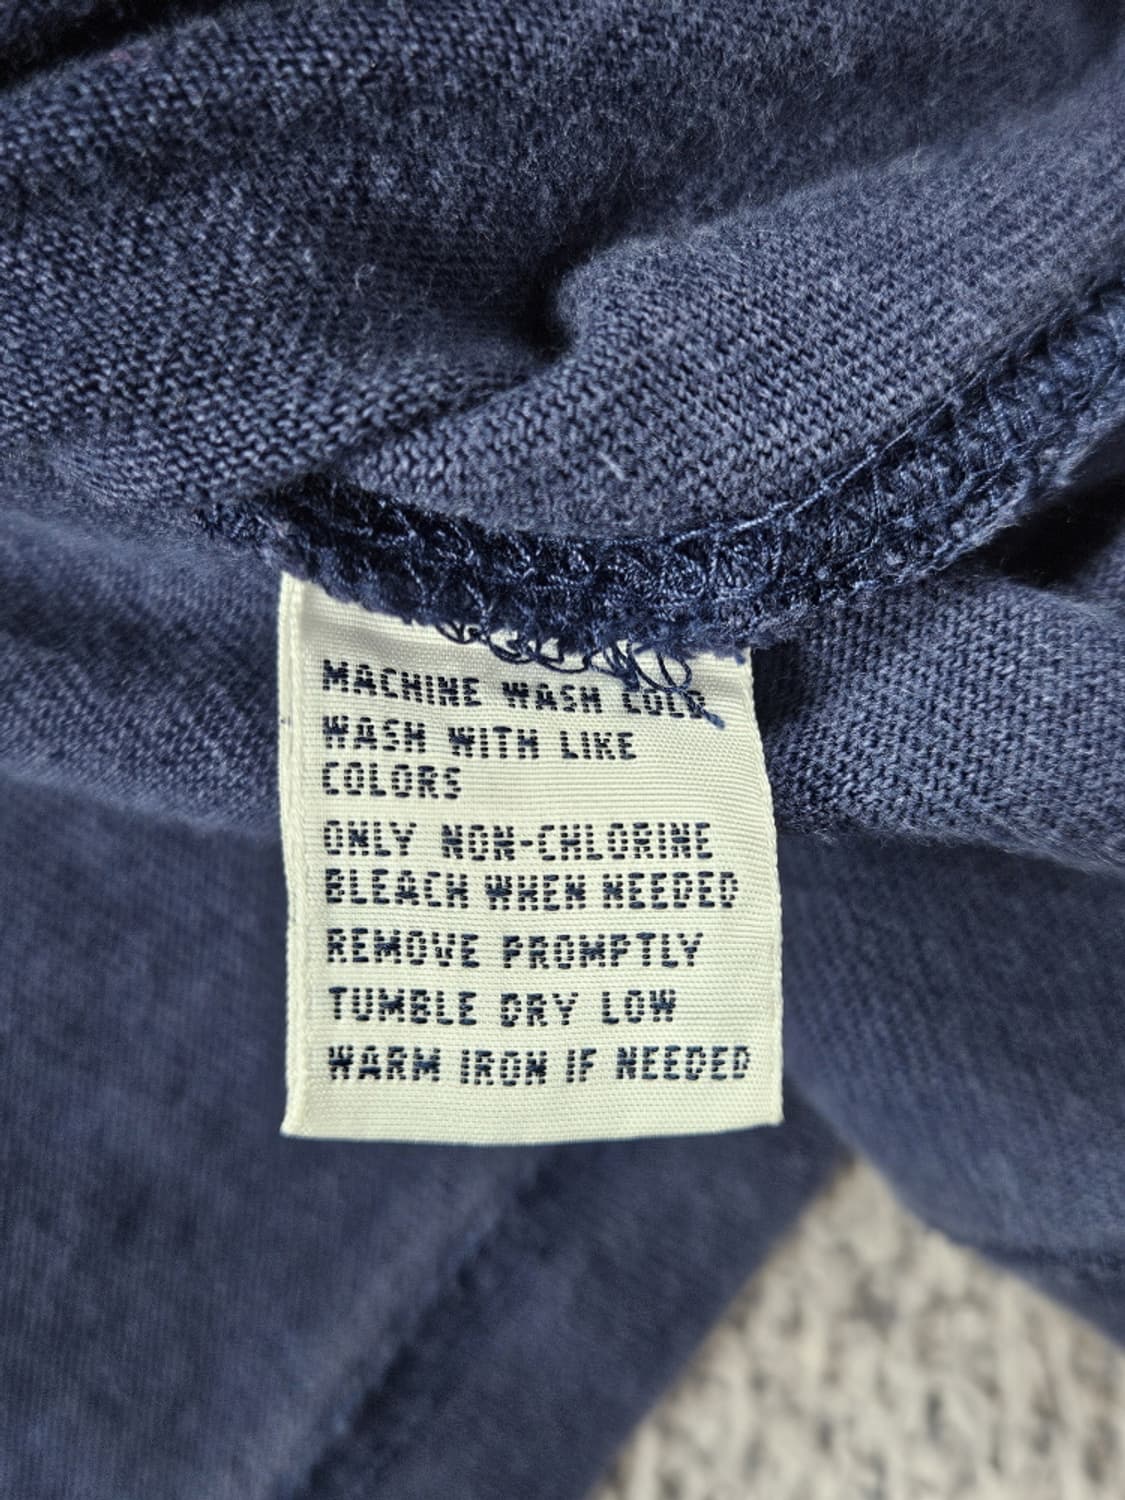 MACHINE WASH COLD
WASH WITH LIKE
COLORS
ONLY NON-CHLORINE
BLEACH WHEN NEEDED
REMOVE PROMPTLY
TUMBLE DRY LOW
WARM IRON IF NEEDED